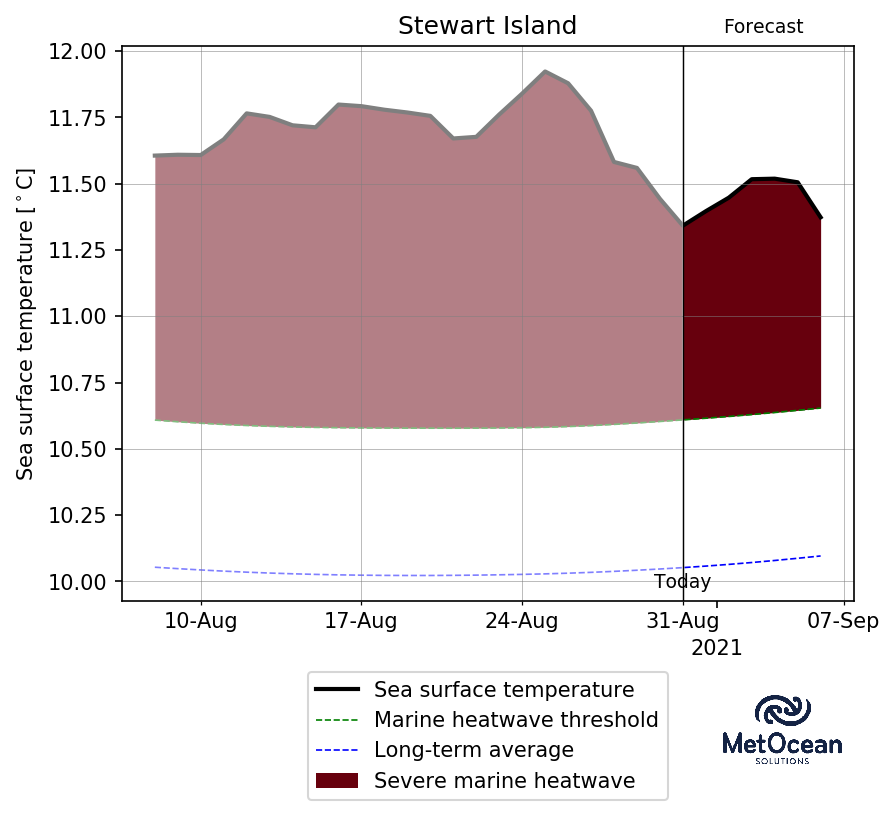 Stewart Island
Forecast
12.00
11.75
11.50
11.25
11.00
10.75
10.50
10.25
10.00
Sea surface temperature [°C]
Today
10-Aug
17-Aug
24-Aug
31-Aug
07-Sep
2021
Sea surface temperature
Marine heatwave threshold
Long-term average
Severe marine heatwave
MetOcean
SOLUTIONS